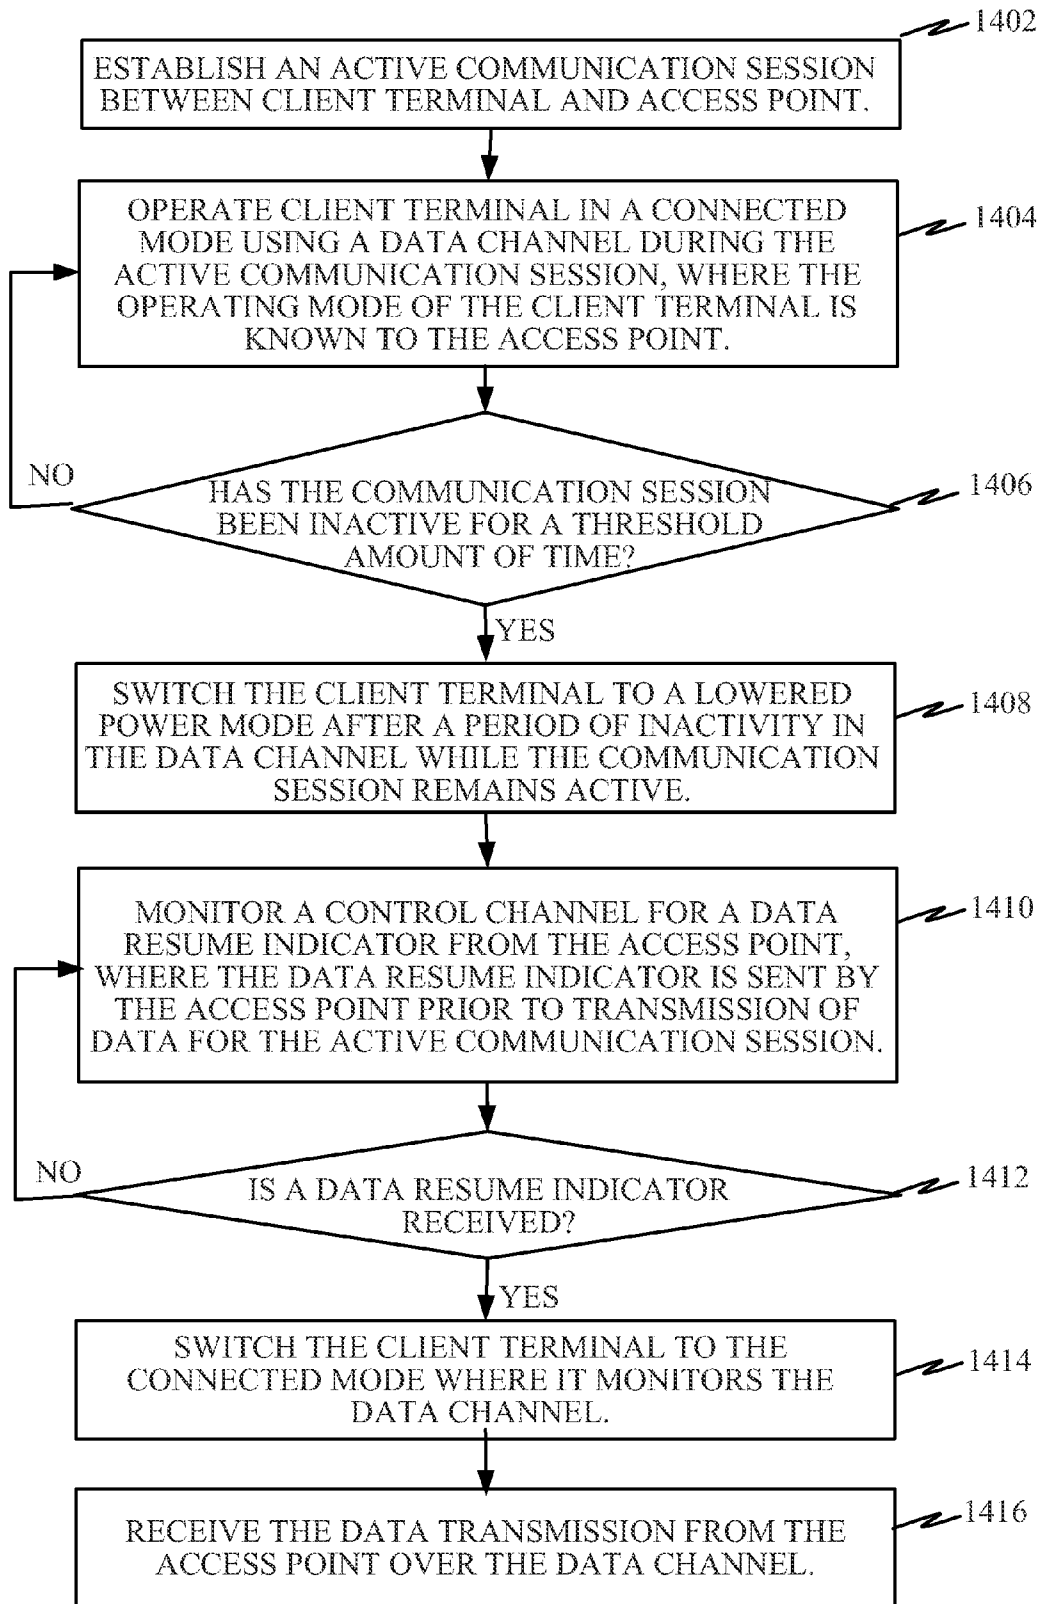 1402
ESTABLISH AN ACTIVE COMMUNICATION SESSION
BETWEEN CLIENT TERMINAL AND ACCESS POINT.
OPERATE CLIENT TERMINAL IN A CONNECTED
MODE USING A DATA CHANNEL DURING THE
ACTIVE COMMUNICATION SESSION, WHERE THE
OPERATING MODE OF THE CLIENT TERMINAL IS
KNOWN TO THE ACCESS POINT.
1404
NO
HAS THE COMMUNICATION SESSION
BEEN INACTIVE FOR A THRESHOLD
AMOUNT OF TIME?
1406
YES
SWITCH THE CLIENT TERMINAL TO A LOWERED
POWER MODE AFTER A PERIOD OF INACTIVITY IN
THE DATA CHANNEL WHILE THE COMMUNICATION
SESSION REMAINS ACTIVE.
1408
MONITOR A CONTROL CHANNEL FOR A DATA
RESUME INDICATOR FROM THE ACCESS POINT,
WHERE THE DATA RESUME INDICATOR IS SENT BY
THE ACCESS POINT PRIOR TO TRANSMISSION OF
DATA FOR THE ACTIVE COMMUNICATION SESSION.
1410
NO
IS A DATA RESUME INDICATOR
RECEIVED?
1412
YES
SWITCH THE CLIENT TERMINAL TO THE
CONNECTED MODE WHERE IT MONITORS THE
DATA CHANNEL.
1414
RECEIVE THE DATA TRANSMISSION FROM THE
ACCESS POINT OVER THE DATA CHANNEL.
1416